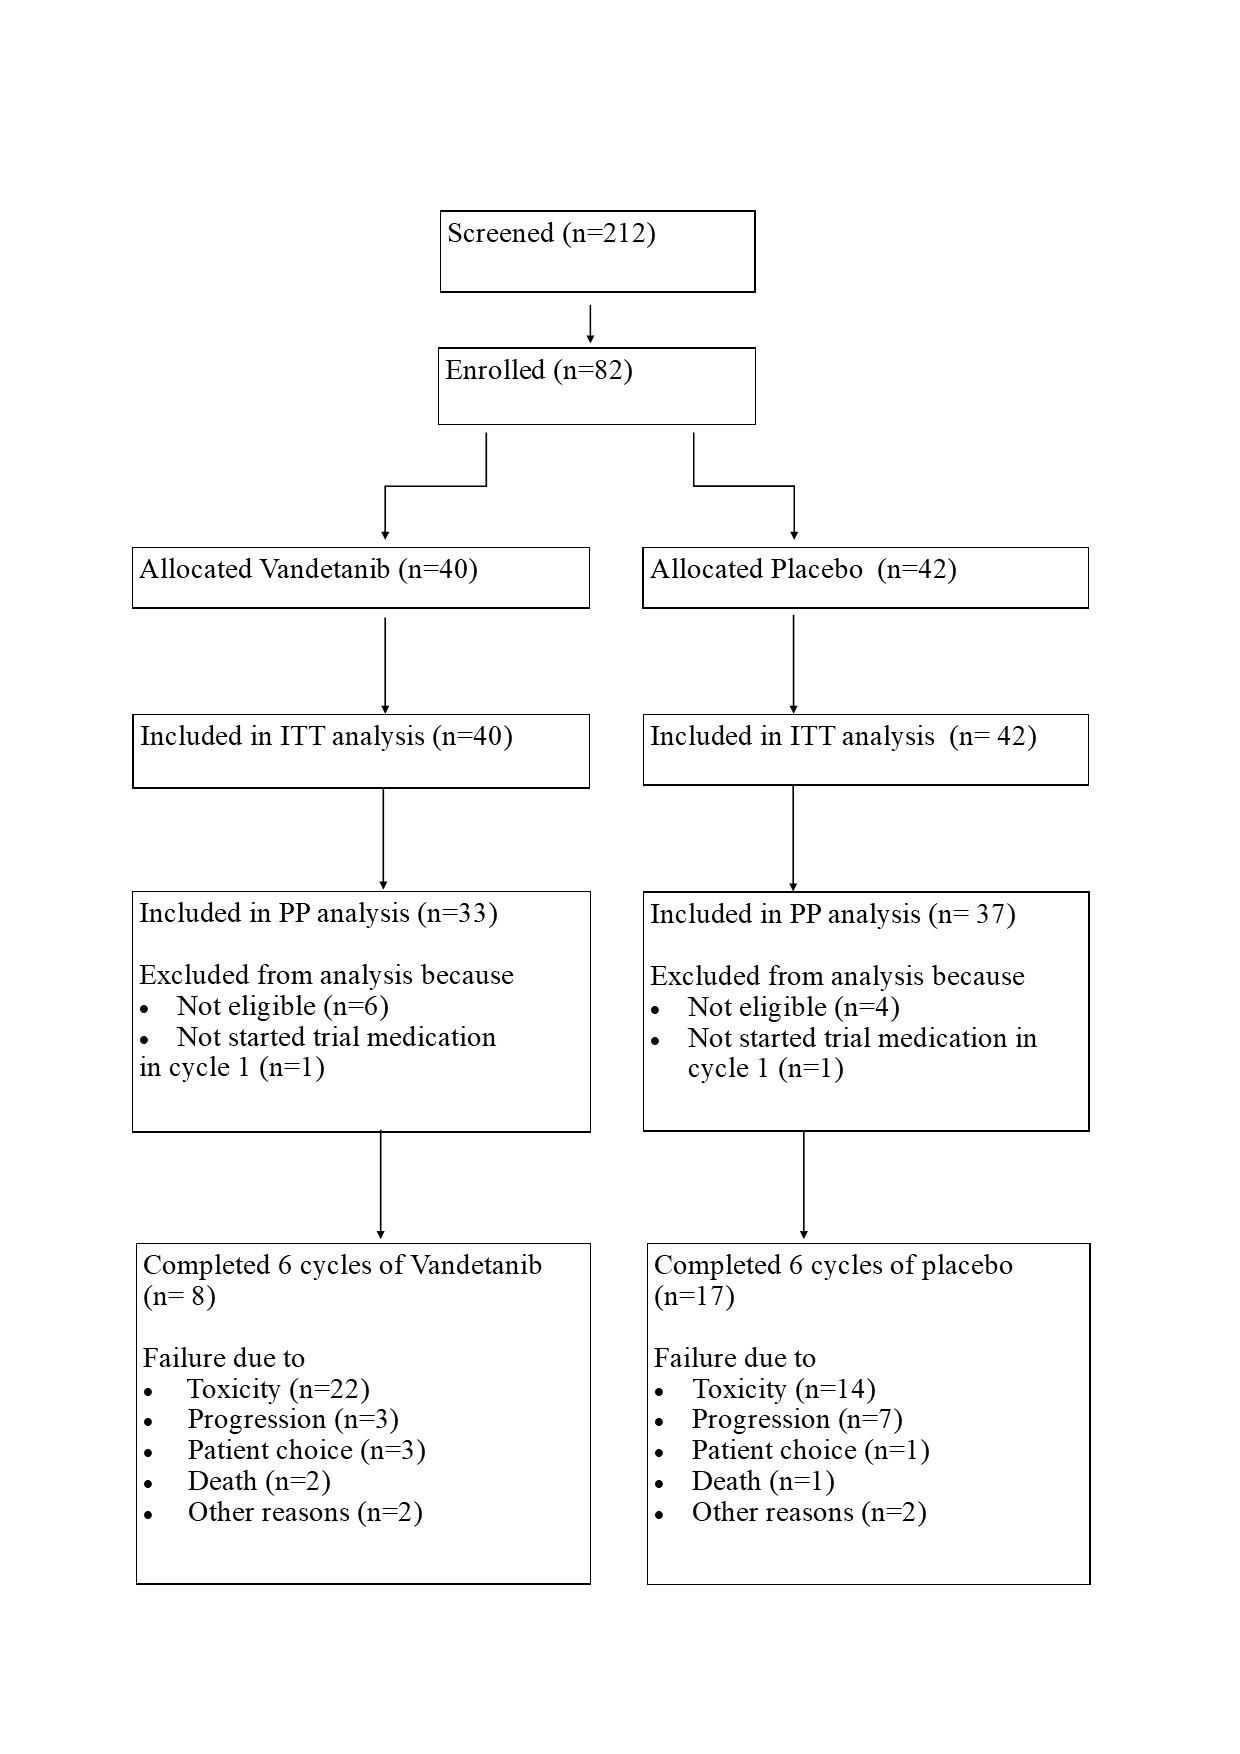 Screened (n=212)
Enrolled (n=82)
Allocated Vandetanib (n=40)
Allocated Placebo  (n=42)
Included in ITT analysis (n=40)
Included in ITT analysis  (n= 42)
Included in PP analysis (n=33)
Excluded from analysis because
• Not eligible (n=6)
• Not started trial medication
in cycle 1 (n=1)
Included in PP analysis (n= 37)
Excluded from analysis because
• Not eligible (n=4)
• Not started trial medication in
cycle 1 (n=1)
Completed 6 cycles of Vandetanib
(n= 8)
Failure due to
• Toxicity (n=22)
• Progression (n=3)
• Patient choice (n=3)
• Death (n=2)
• Other reasons (n=2)
Completed 6 cycles of placebo
(n=17)
Failure due to
• Toxicity (n=14)
• Progression (n=7)
• Patient choice (n=1)
• Death (n=1)
• Other reasons (n=2)